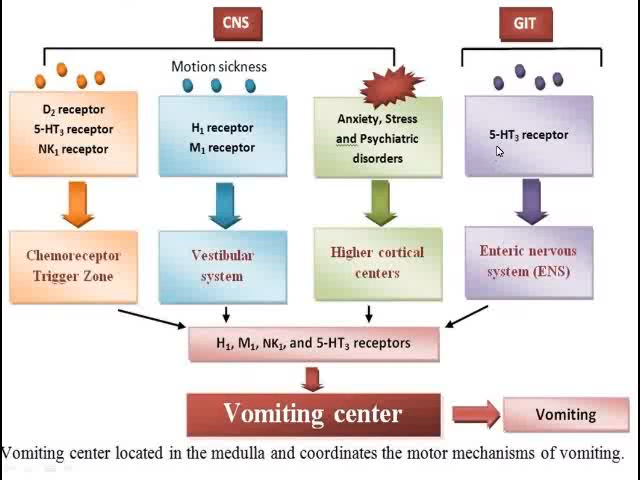 CNS
GIT
Motion sickness
D₂ receptor
5-HT₃ receptor
NK₁ receptor
H₁ receptor
M₁ receptor
Anxiety, Stress
and Psychiatric
disorders
5-HT₃ receptor
Chemoreceptor
Trigger Zone
Vestibular
system
Higher cortical
centers
Enteric nervous
system (ENS)
H₁, M₁, NK₁, and 5-HT₃ receptors
Vomiting center
Vomiting
Vomiting center located in the medulla and coordinates the motor mechanisms of vomiting.